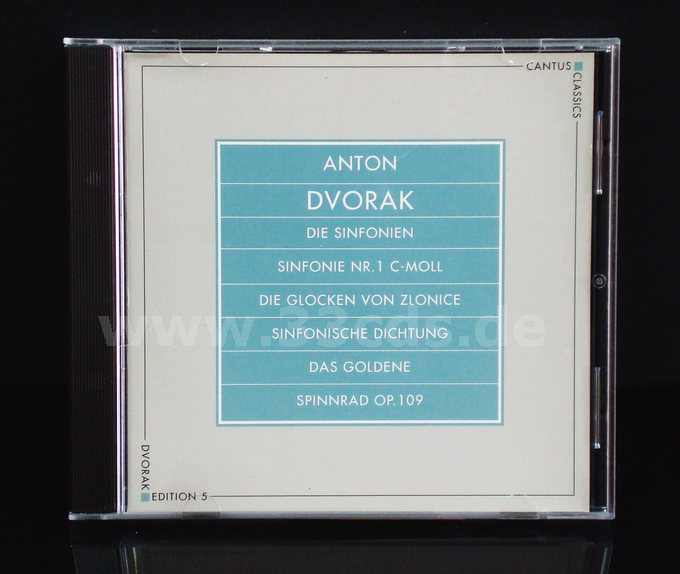 CANTUS
CLASSICS
ANTON
DVORAK
DIE SINFONIEN
SINFONIE NR.1 C-MOLL
DIE GLOCKEN VON ZLONICE
www.33cds.de
SINFONISCHE DICHTUNG
DAS GOLDENE
SPINNRAD OP.109
DVORAK
EDITION 5